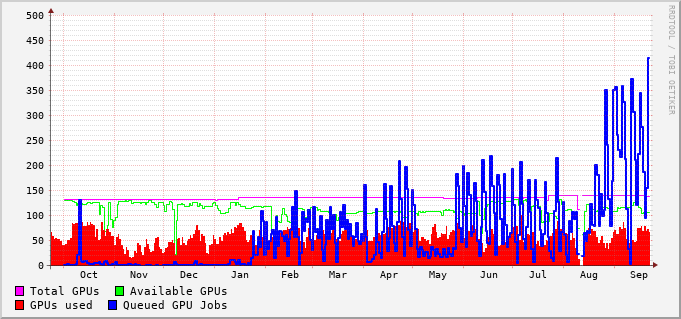 500
450
400
350
300
250
200
150
100
50
0
Oct Nov Dec Jan Feb Mar Apr May Jun Jul Aug Sep
Total GPUs Available GPUs
GPUs used Queued GPU Jobs
RRDTOOL / TOBI OETIKER